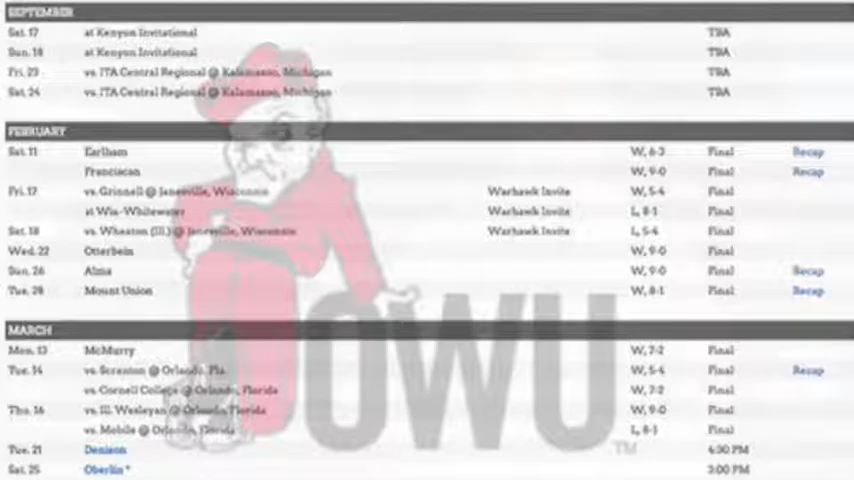 SEPTEMBER
Sat. 17 at Kenyon Invitational TBA
Sun. 18 at Kenyon Invitational TBA
Fri. 23 vs. ITA Central Regional @ Kalamazoo, Michigan TBA
Sat. 24 vs. ITA Central Regional @ Kalamazoo, Michigan TBA
FEBRUARY
Sat. 11 Earlham W, 6-3 Final Recap
Franciscan W, 9-0 Final Recap
Fri. 17 vs. Grinnell @ Janesville, Wisconsin Warhawk Invite W, 5-4 Final
at Wis.-Whitewater Warhawk Invite L, 8-1 Final
Sat. 18 vs. Wheaton (Ill.) @ Janesville, Wisconsin Warhawk Invite L, 5-4 Final
Wed. 22 Otterbein W, 9-0 Final
Sun. 26 Alma W, 9-0 Final Recap
Tue. 28 Mount Union W, 8-1 Final Recap
MARCH
Mon. 13 McMurry W, 7-2 Final
Tue. 14 vs. Scranton @ Orlando, Fla. W, 5-4 Final Recap
vs. Cornell College @ Orlando, Florida W, 7-2 Final
Thu. 16 vs. Ill. Wesleyan @ Orlando, Florida W, 9-0 Final
vs. Mobile @ Orlando, Florida L, 8-1 Final
Tue. 21 Denison 4:30 PM
Sat. 25 Oberlin * 3:00 PM
OWU
TM